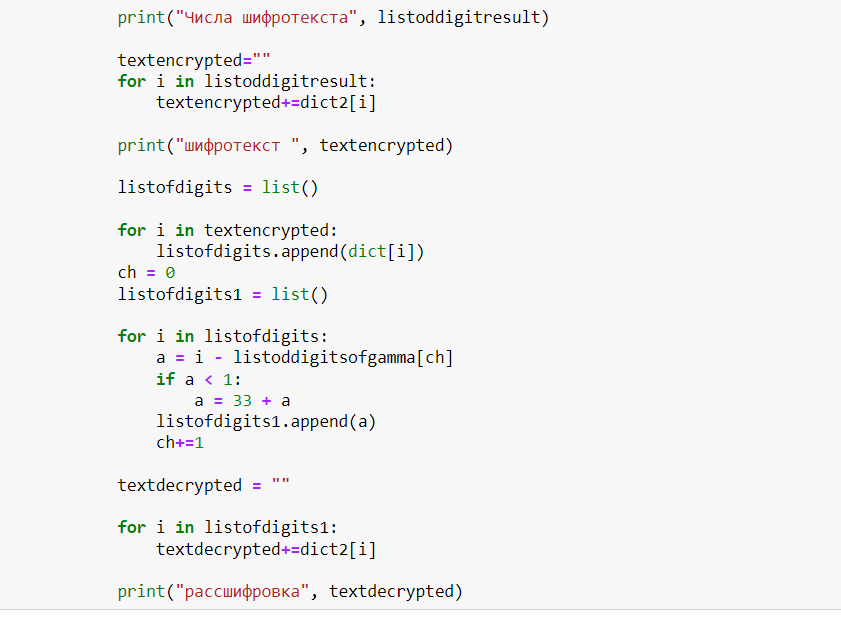 print("Числа шифротекста", listoddigitresult)
textencrypted=""
for i in listoddigitresult:
    textencrypted+=dict2[i]
print("шифротекст ", textencrypted)
listofdigits = list()
for i in textencrypted:
    listofdigits.append(dict[i])
ch = 0
listofdigits1 = list()
for i in listofdigits:
    a = i - listoddigitsofgamma[ch]
    if a < 1:
        a = 33 + a
    listofdigits1.append(a)
    ch+=1
textdecrypted = ""
for i in listofdigits1:
    textdecrypted+=dict2[i]
print("рассшифровка", textdecrypted)